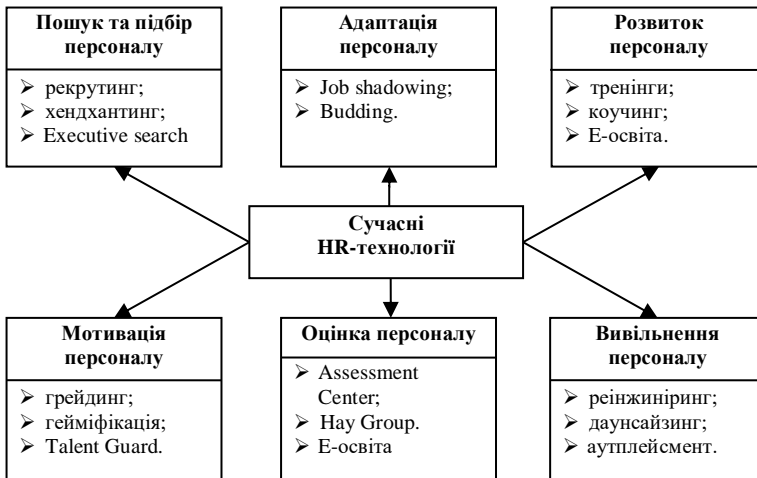 Пошук та підбір
персоналу
➢ рекрутинг;
➢ хендхантинг;
➢ Executive search
Адаптація
персоналу
➢ Job shadowing;
➢ Budding.
Розвиток
персоналу
➢ тренінги;
➢ коучинг;
➢ Е-освіта.
Сучасні
HR-технології
Мотивація
персоналу
➢ грейдинг;
➢ гейміфікація;
➢ Talent Guard.
Оцінка персоналу
➢ Assessment
Center;
➢ Hay Group.
➢ Е-освіта
Вивільнення
персоналу
➢ реінжиніринг;
➢ даунсайзинг;
➢ аутплейсмент.